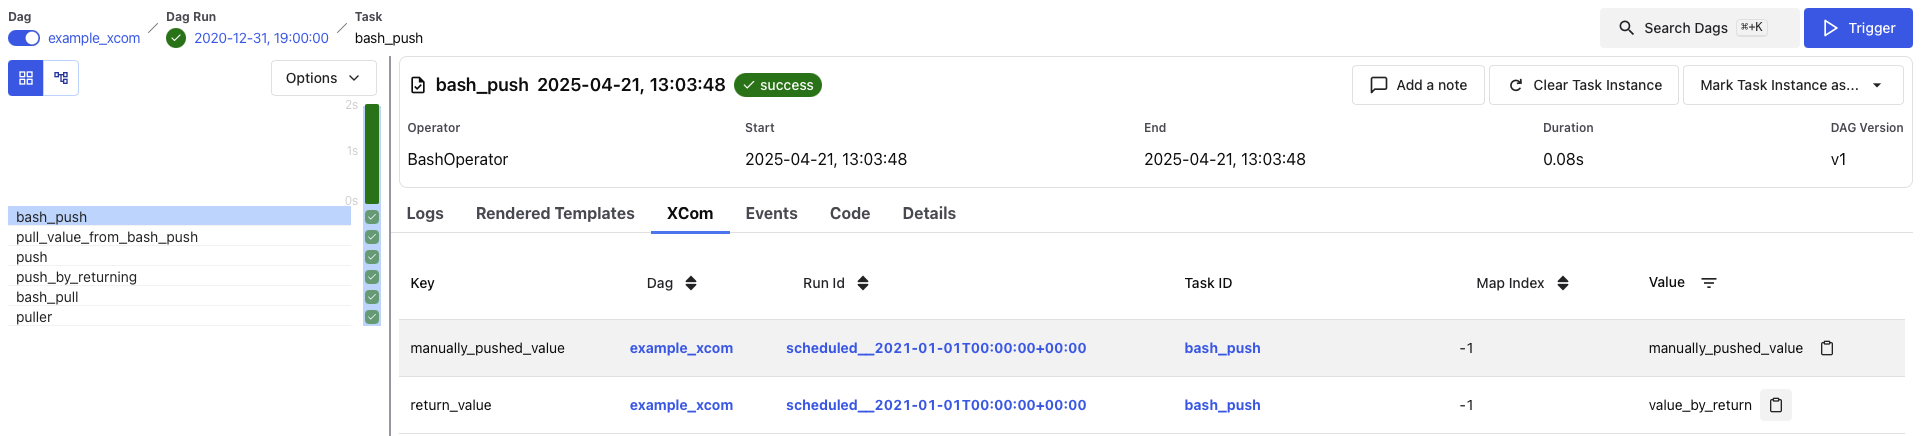 Dag
example_xcom
Dag Run
2020-12-31, 19:00:00
Task
bash_push
Search Dags ⌘+K
Trigger
Options
2s
1s
0s
bash_push
pull_value_from_bash_push
push
push_by_returning
bash_pull
puller
bash_push 2025-04-21, 13:03:48 success
Add a note
Clear Task Instance
Mark Task Instance as...
Operator Start End Duration DAG Version
BashOperator 2025-04-21, 13:03:48 2025-04-21, 13:03:48 0.08s v1
Logs Rendered Templates XCom Events Code Details
Key Dag Run Id Task ID Map Index Value
manually_pushed_value example_xcom scheduled__2021-01-01T00:00:00+00:00 bash_push -1 manually_pushed_value
return_value example_xcom scheduled__2021-01-01T00:00:00+00:00 bash_push -1 value_by_return